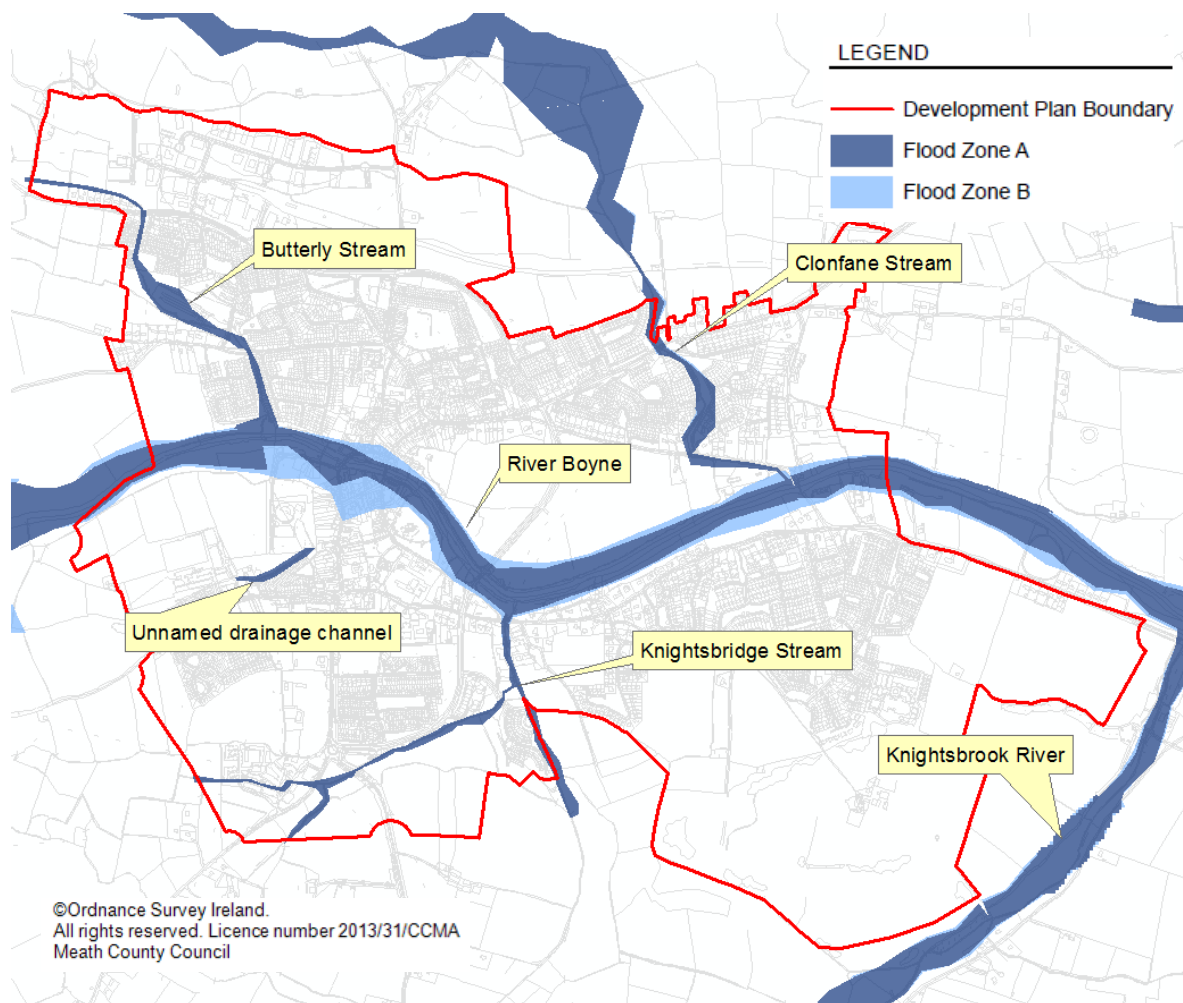 LEGEND
Development Plan Boundary
Flood Zone A
Flood Zone B
Butterly Stream
Clonfane Stream
River Boyne
Unnamed drainage channel
Knightsbridge Stream
Knightsbrook River
©Ordnance Survey Ireland.
All rights reserved. Licence number 2013/31/CCMA
Meath County Council